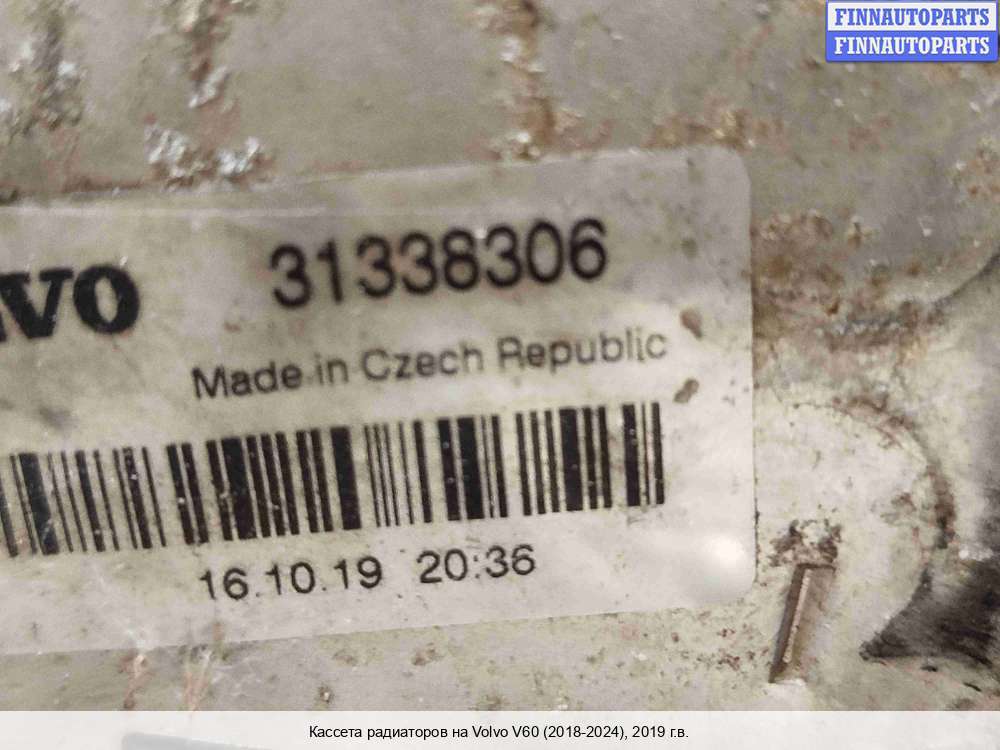 FINNAUTOPARTS
FINNAUTOPARTS
31338306
VO
Made in Czech Republic
16.10.19 20:36
Кассета радиаторов на Volvo V60 (2018-2024), 2019 г.в.